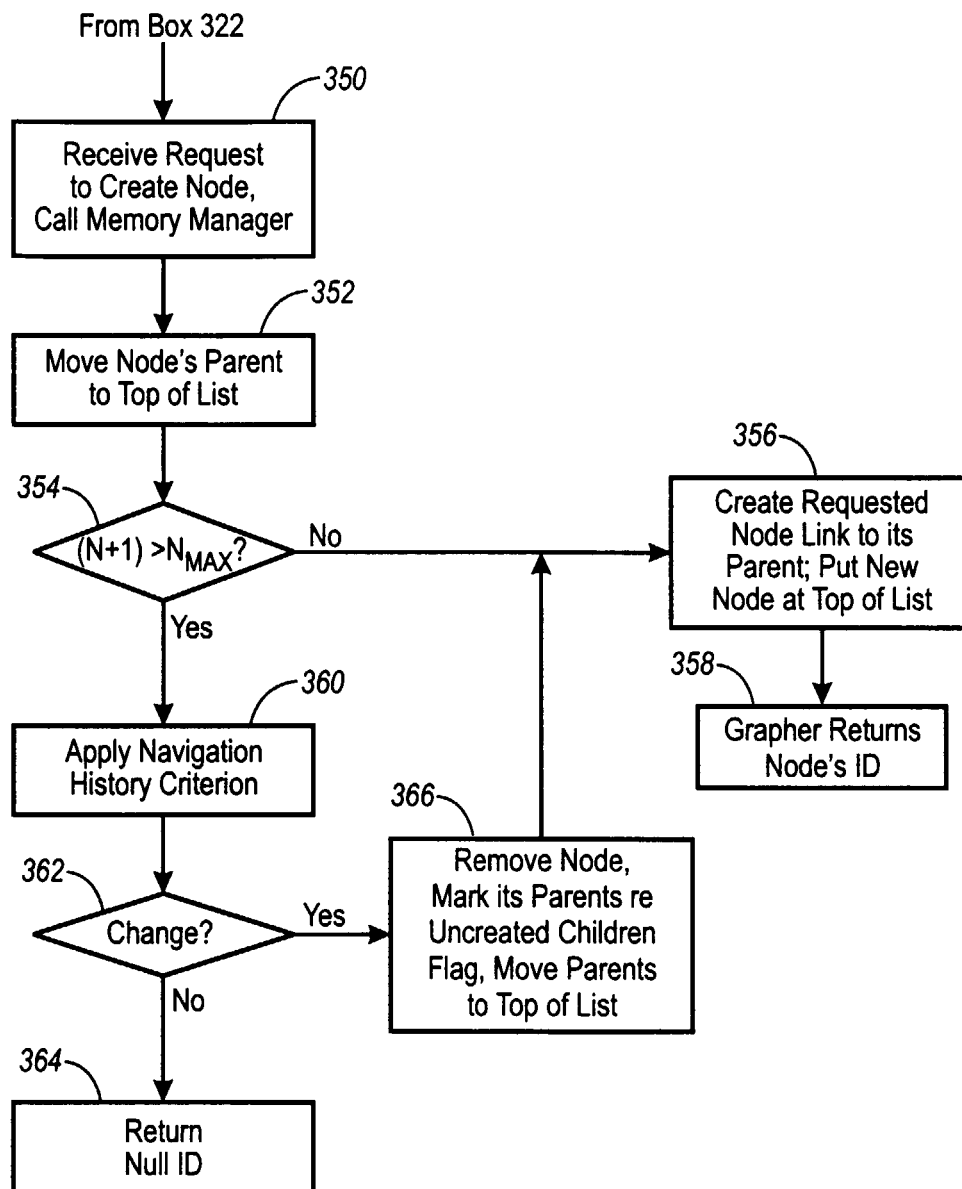 From Box 322
350
Receive Request
to Create Node,
Call Memory Manager
352
Move Node's Parent
to Top of List
354
(N+1) >NMAX?
No
Yes
356
Create Requested
Node Link to its
Parent; Put New
Node at Top of List
358
Grapher Returns
Node's ID
360
Apply Navigation
History Criterion
362
Change?
Yes
No
366
Remove Node,
Mark its Parents re
Uncreated Children
Flag, Move Parents
to Top of List
364
Return
Null ID